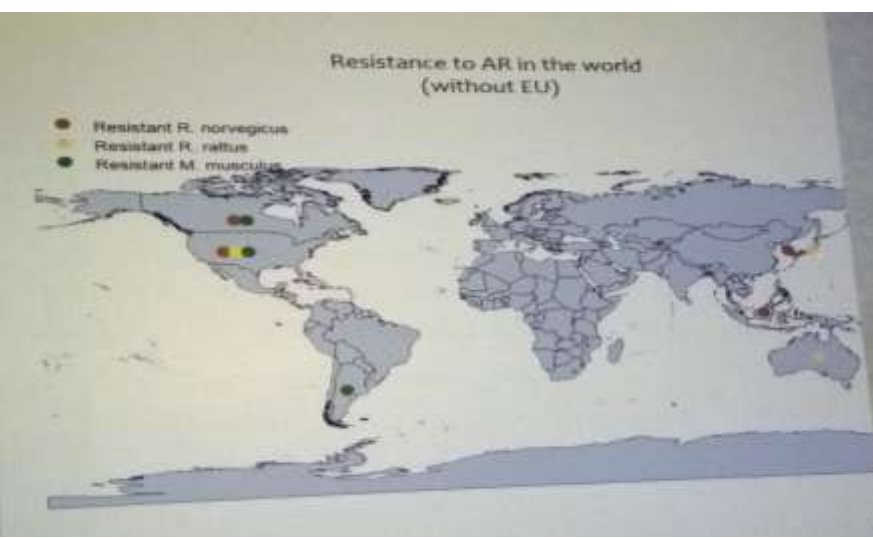 Resistance to AR in the world
(without EU)
Resistant R. norvegicus
Resistant R. rattus
Resistant M. musculus